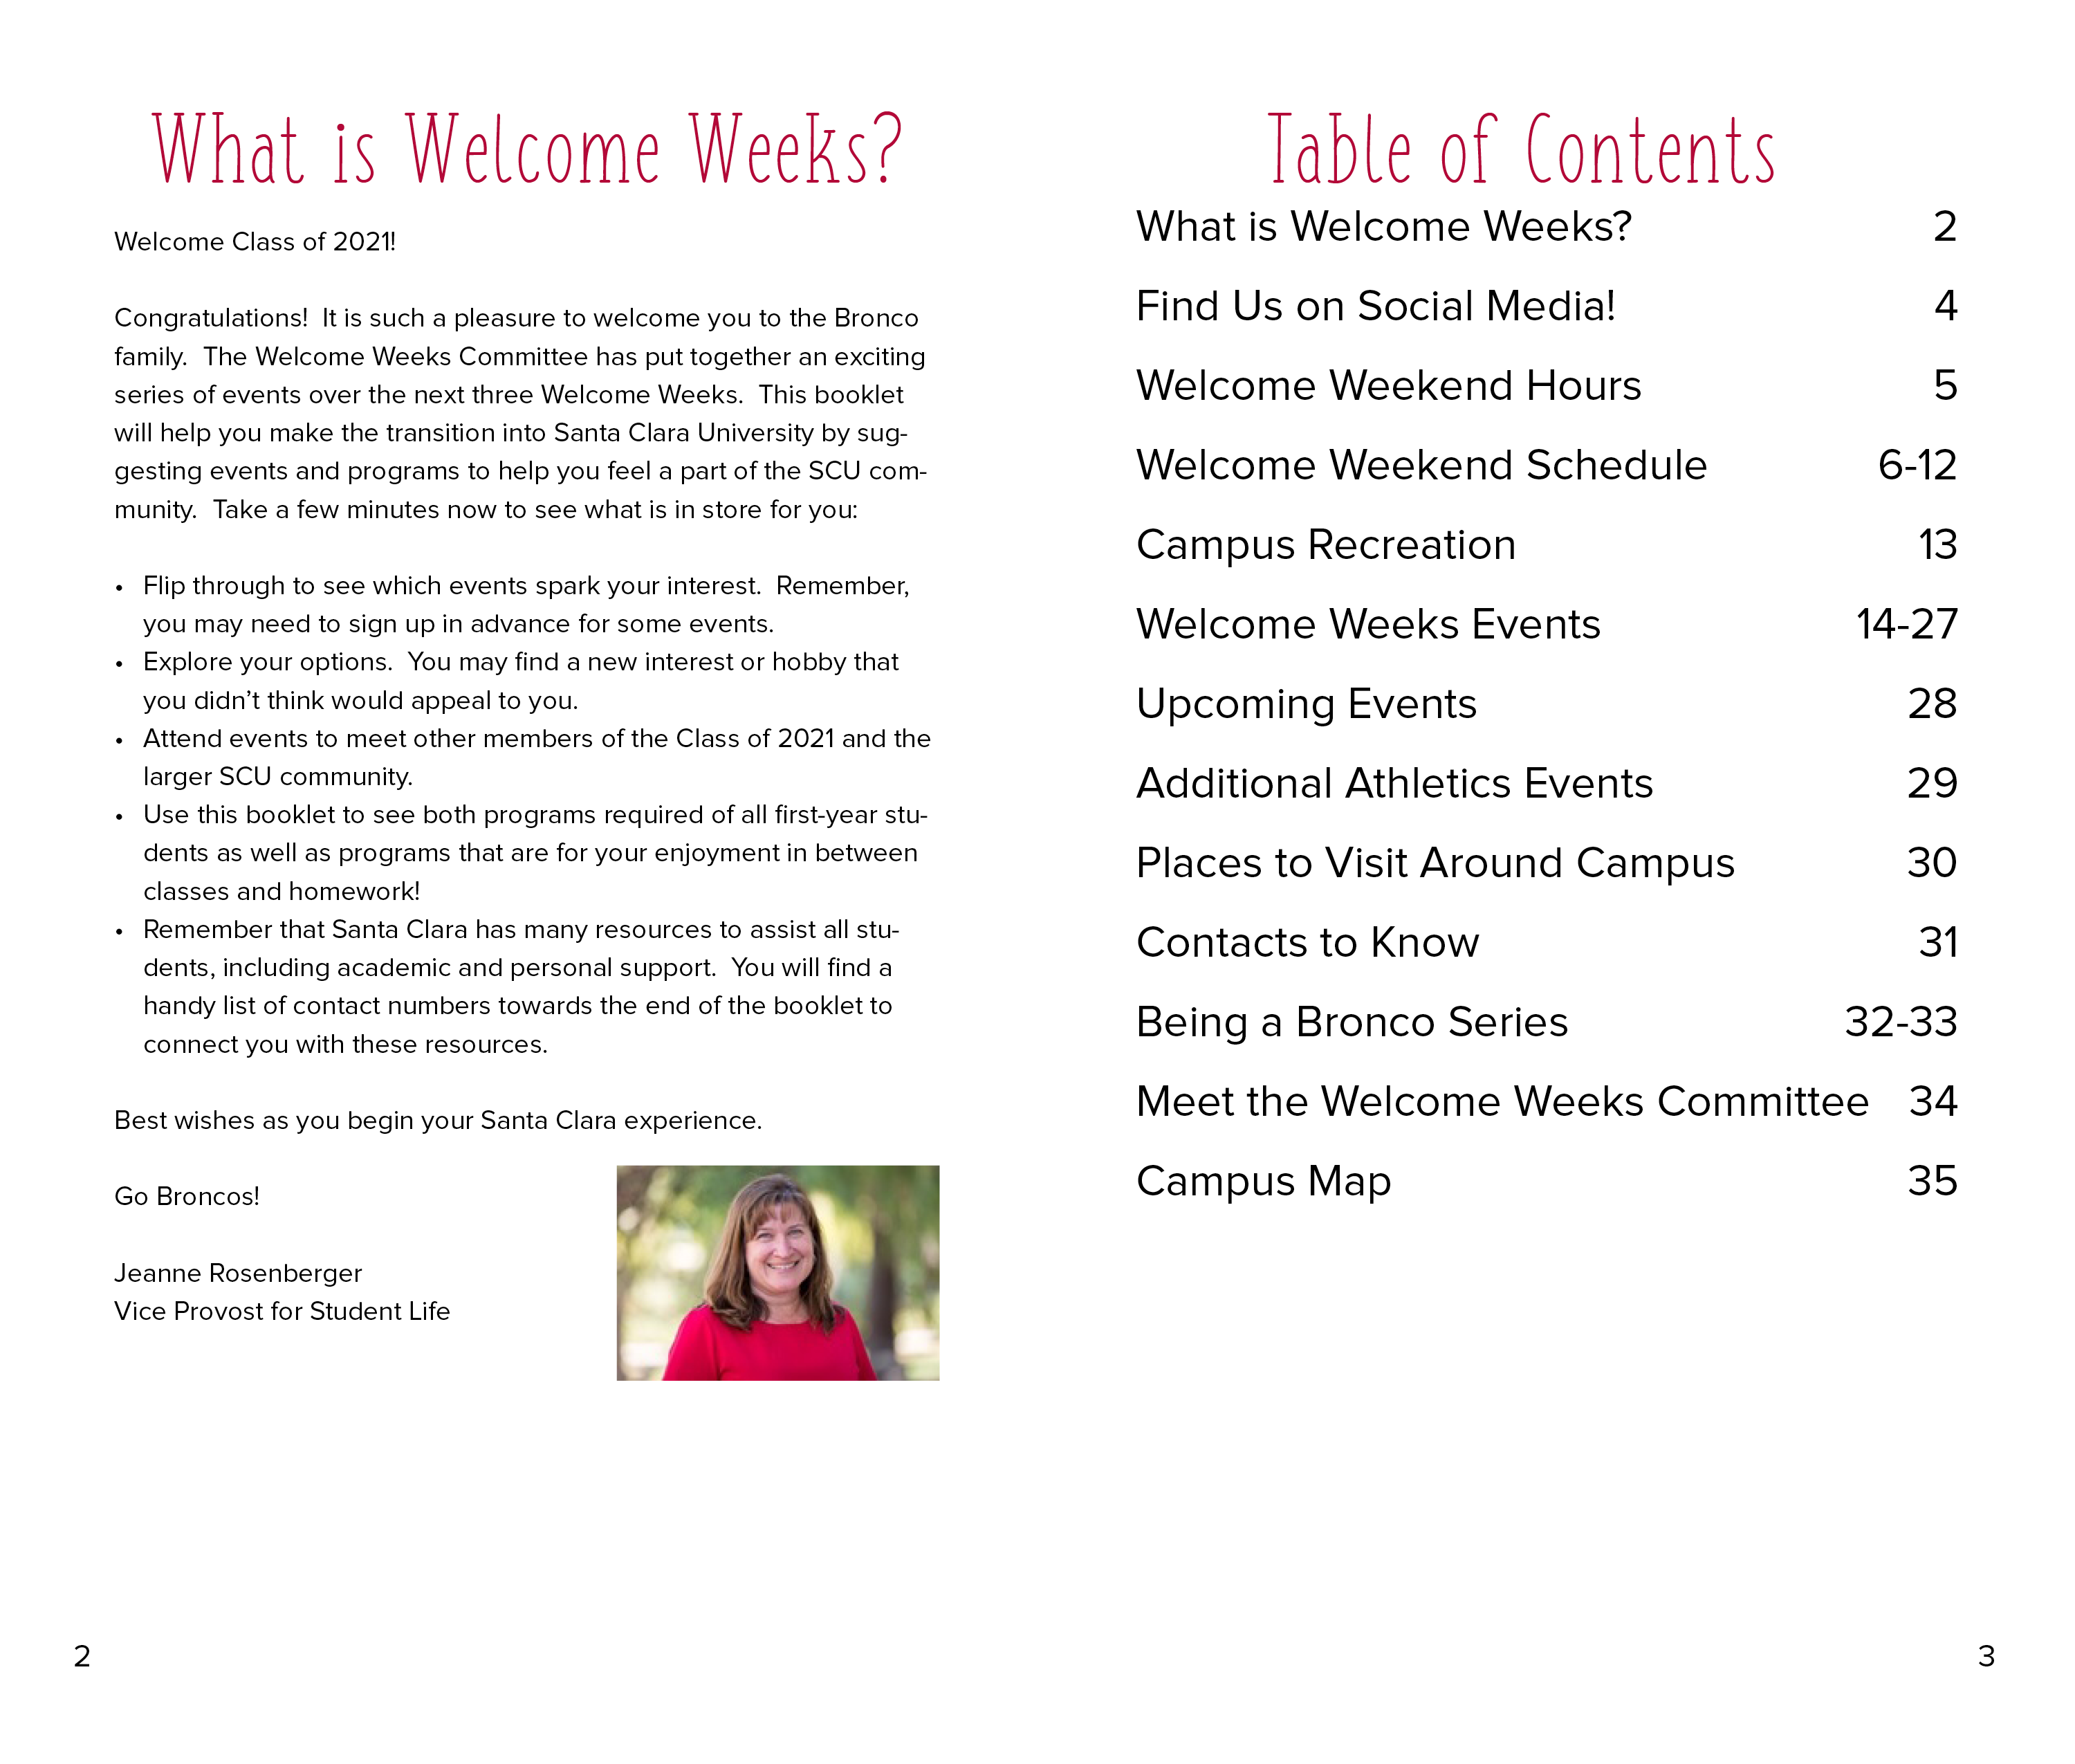 What is Welcome Weeks?
Welcome Class of 2021!
Congratulations!  It is such a pleasure to welcome you to the Bronco
family.  The Welcome Weeks Committee has put together an exciting
series of events over the next three Welcome Weeks.  This booklet
will help you make the transition into Santa Clara University by sug-
gesting events and programs to help you feel a part of the SCU com-
munity.  Take a few minutes now to see what is in store for you:
• Flip through to see which events spark your interest.  Remember,
you may need to sign up in advance for some events.
• Explore your options.  You may find a new interest or hobby that
you didn’t think would appeal to you.
• Attend events to meet other members of the Class of 2021 and the
larger SCU community.
• Use this booklet to see both programs required of all first-year stu-
dents as well as programs that are for your enjoyment in between
classes and homework!
• Remember that Santa Clara has many resources to assist all stu-
dents, including academic and personal support.  You will find a
handy list of contact numbers towards the end of the booklet to
connect you with these resources.
Best wishes as you begin your Santa Clara experience.
Go Broncos!
Jeanne Rosenberger
Vice Provost for Student Life
2
Table of Contents
What is Welcome Weeks? 2
Find Us on Social Media! 4
Welcome Weekend Hours 5
Welcome Weekend Schedule 6-12
Campus Recreation 13
Welcome Weeks Events 14-27
Upcoming Events 28
Additional Athletics Events 29
Places to Visit Around Campus 30
Contacts to Know 31
Being a Bronco Series 32-33
Meet the Welcome Weeks Committee 34
Campus Map 35
3